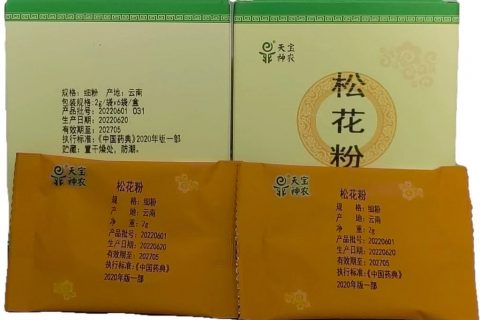 规格: 细粉 产地: 云南
包装规格: 2g/袋×6袋/盒
产品批号: 20220601 031
生产日期: 20220620
有效期至: 202705
执行标准:《中国药典》2020年版一部
贮藏: 置干燥处, 防潮。
天宝
神农
松
花
粉
天宝
神农
松花粉
规 格: 细粉
产 地: 云南
净 重: 2g
产品批号: 20220601
生产日期: 20220620
有效期至: 202705
执行标准:《中国药典》
2020年版一部
天宝
神农
松花粉
规 格: 细粉
产 地: 云南
净 重: 2g
产品批号: 20220601
生产日期: 20220620
有效期至: 202705
执行标准:《中国药典》
2020年版一部